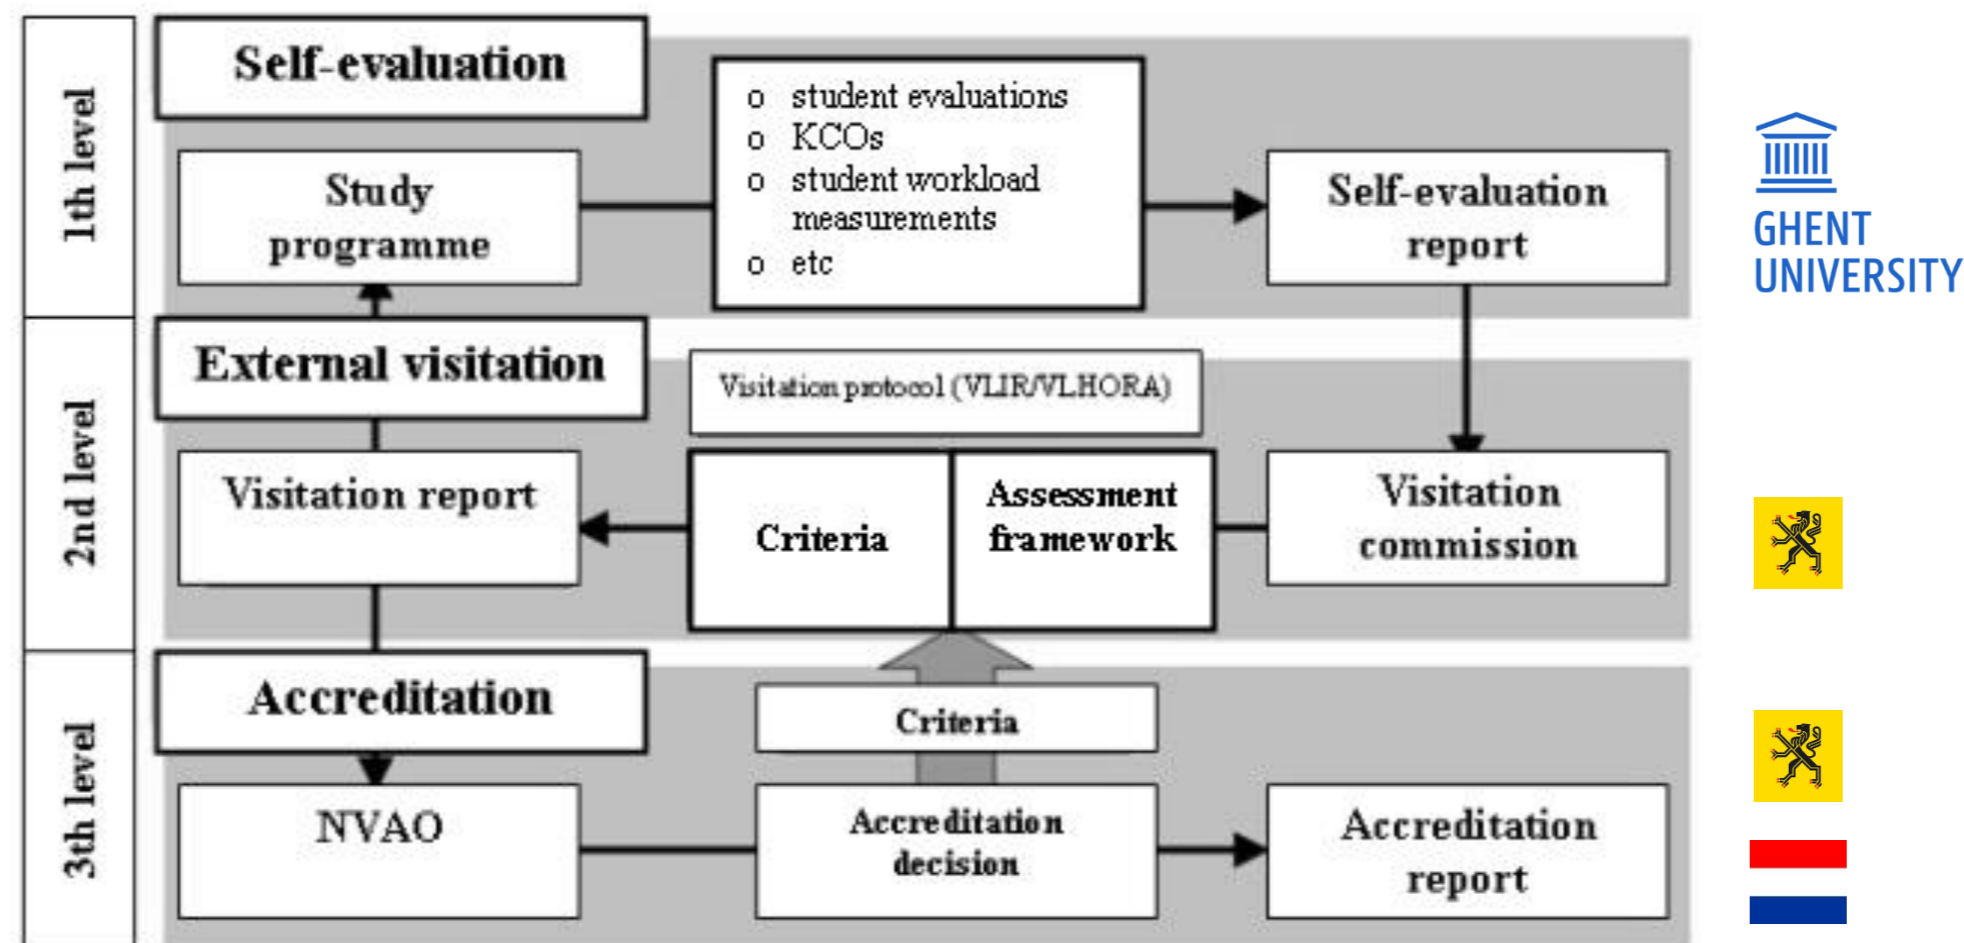 1th level
Self-evaluation
Study
programme
o student evaluations
o KCOs
o student workload
measurements
o etc
Self-evaluation
report
GHENT
UNIVERSITY
2nd level
External visitation
Visitation protocol (VLIR/VLHORA)
Visitation report
Criteria
Assessment
framework
Visitation
commission
3th level
Accreditation
Criteria
NVAO
Accreditation
decision
Accreditation
report